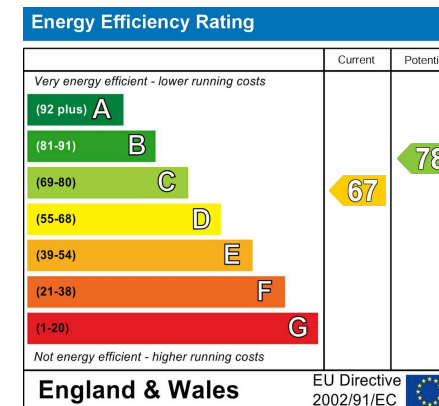 Energy Efficiency Rating
Current Potenti
Very energy efficient - lower running costs
(92 plus) A
(81-91) B
(69-80) C
(55-68) D
(39-54) E
(21-38) F
(1-20) G
67
78
Not energy efficient - higher running costs
England & Wales
EU Directive
2002/91/EC